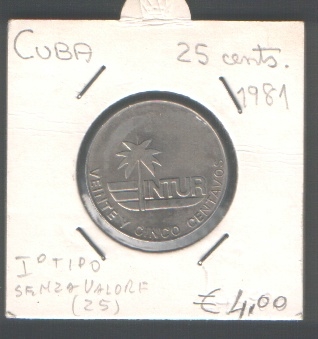 CUBA 25 cents.
1981
INTUR
VEINTE Y CINCO CENTAVOS
I° TIPO
SENZA VALORE
(25)
€ 4,00